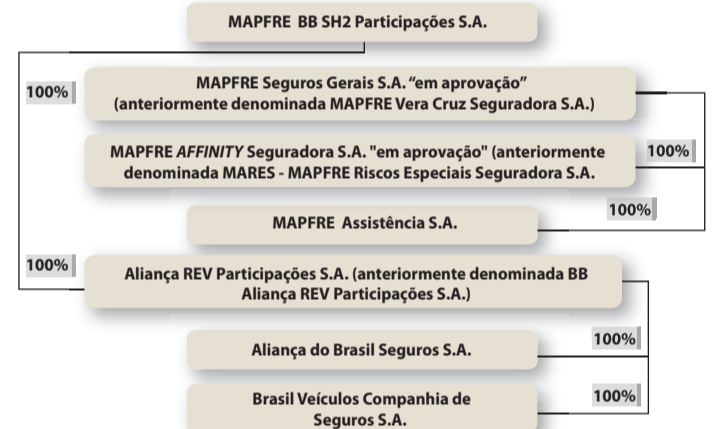 MAPFRE BB SH2 Participações S.A.
100%
MAPFRE Seguros Gerais S.A. “em aprovação”
(anteriormente denominada MAPFRE Vera Cruz Seguradora S.A.)
MAPFRE AFFINITY Seguradora S.A. "em aprovação" (anteriormente
denominada MARES - MAPFRE Riscos Especiais Seguradora S.A.
100%
100%
MAPFRE Assistência S.A.
100%
Aliança REV Participações S.A. (anteriormente denominada BB
Aliança REV Participações S.A.)
100%
Aliança do Brasil Seguros S.A.
100%
Brasil Veículos Companhia de
Seguros S.A.